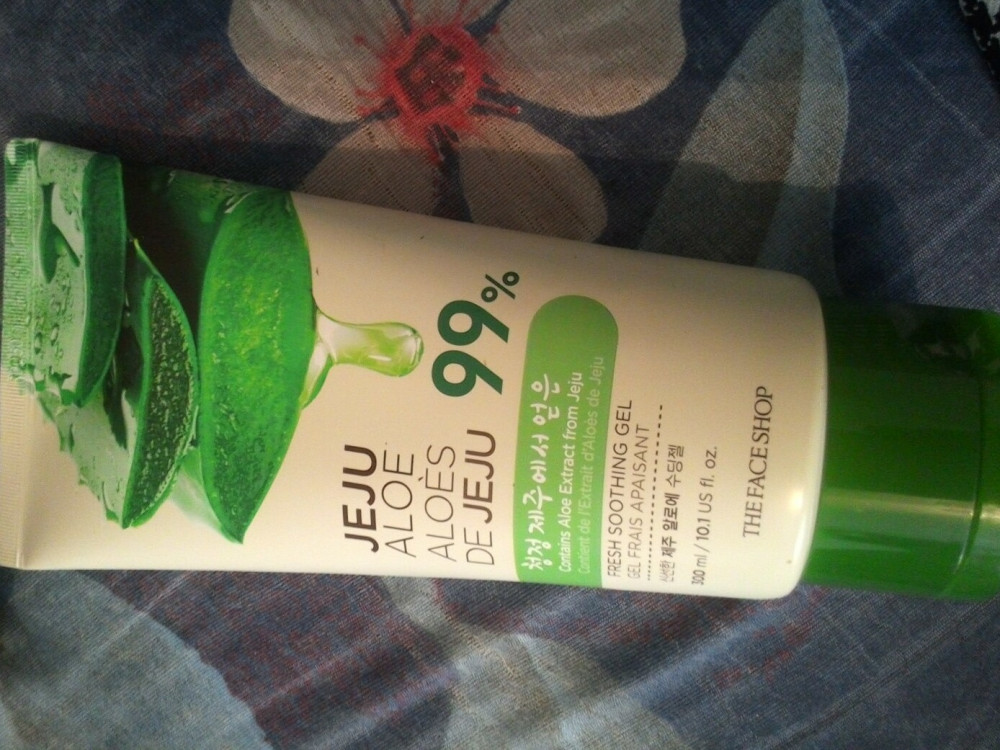 JEJU
ALOE
ALOÈS
DE JEJU
99%
청정 제주에서 얻은
Contains Aloe Extract from Jeju
Contient de l'Extrait d'Aloès de Jeju
FRESH SOOTHING GEL
GEL FRAIS APAISANT
신선한 제주 알로에 수딩젤
300 ml / 10.1 US fl. oz.
THE FACE SHOP